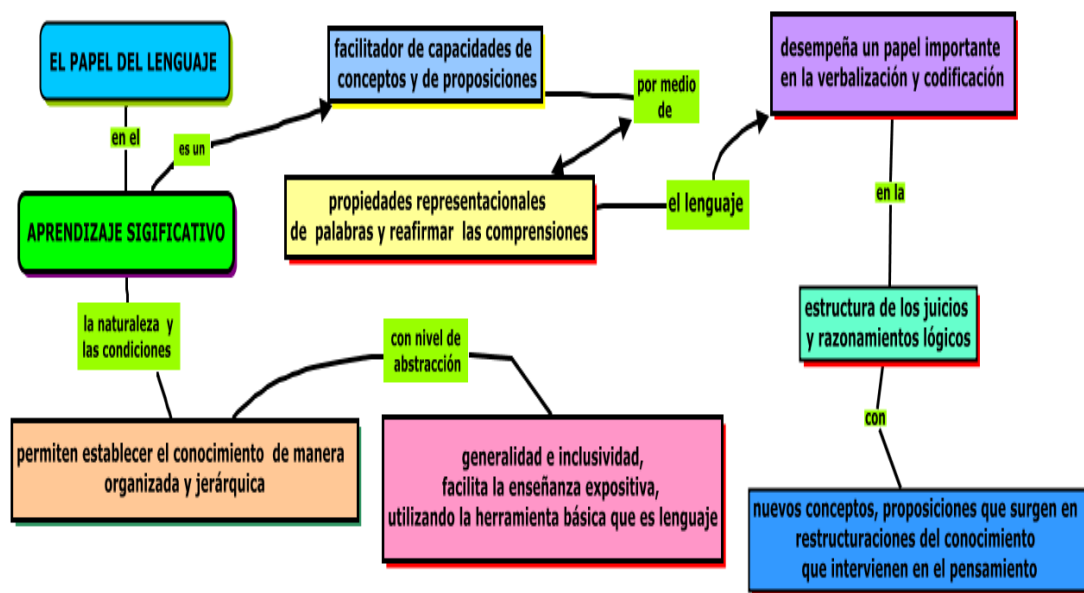 EL PAPEL DEL LENGUAJE
en el
APRENDIZAJE SIGIFICATIVO
es un
facilitador de capacidades de
conceptos y de proposiciones
por medio
de
propiedades representacionales
de palabras y reafirmar las comprensiones
el lenguaje
desempeña un papel importante
en la verbalización y codificación
en la
estructura de los juicios
y razonamientos lógicos
con
nuevos conceptos, proposiciones que surgen en
restructuraciones del conocimiento
que intervienen en el pensamiento
la naturaleza y
las condiciones
permiten establecer el conocimiento de manera
organizada y jerárquica
con nivel de
abstracción
generalidad e inclusividad,
facilita la enseñanza expositiva,
utilizando la herramienta básica que es lenguaje